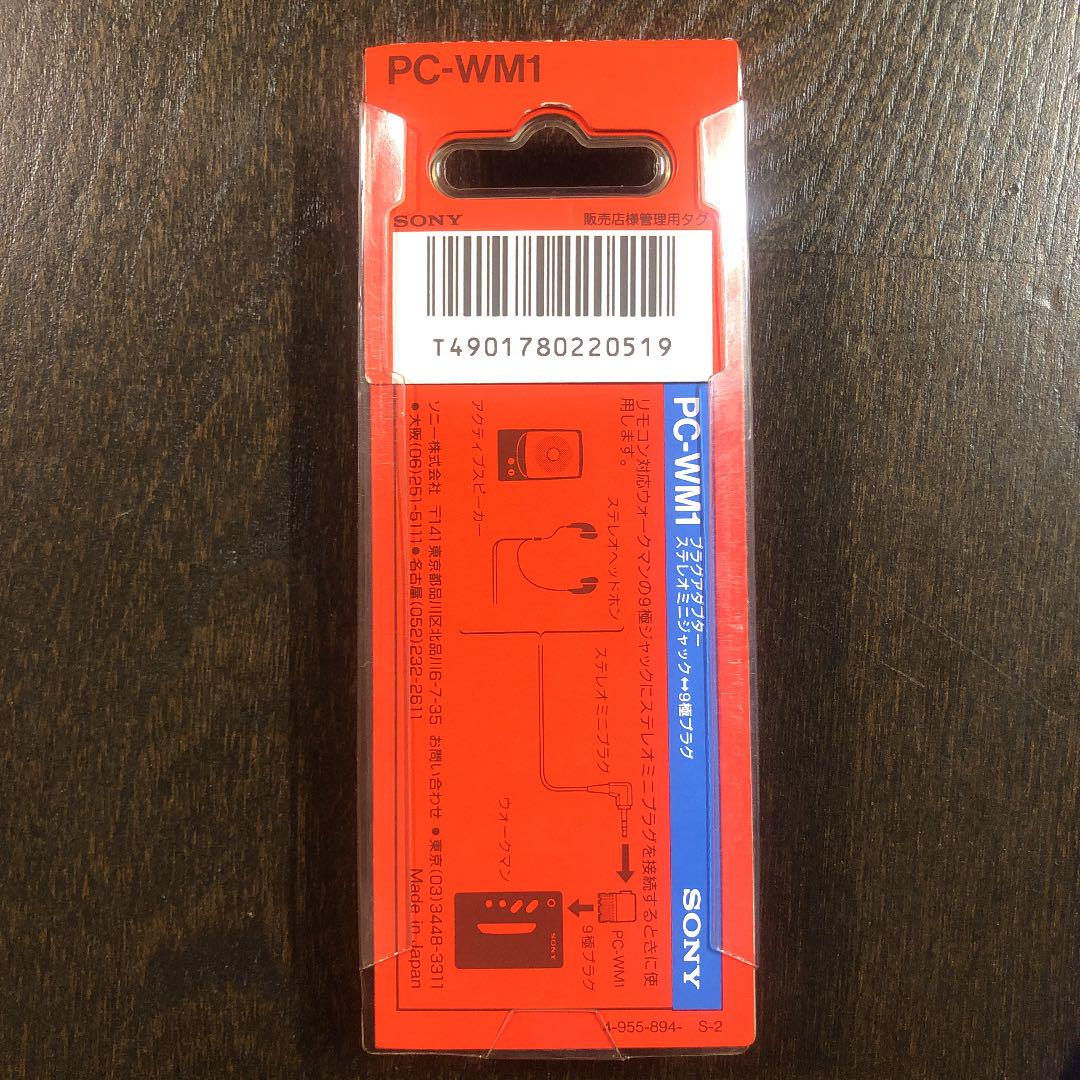 PC-WM1
SONY
販売店様管理用タグ
T4901780220519
PC-WM1
プラグアダプター
ステレオミニジャック↔9極プラグ
SONY
リモコン対応ウォークマンの9極ジャックにステレオミニプラグを接続するときに使
用します。
アクティブスピーカー
ステレオヘッドホン
ステレオミニプラグ
ウォークマン
SONY
9極プラグ
PC-WM1
ソニー株式会社 〒141 東京都品川区北品川6-7-35 お問い合わせ ●東京(03)3448-3311
●大阪(06)251-5111●名古屋(052)232-2611
Made in Japan
4-955-894- S-2